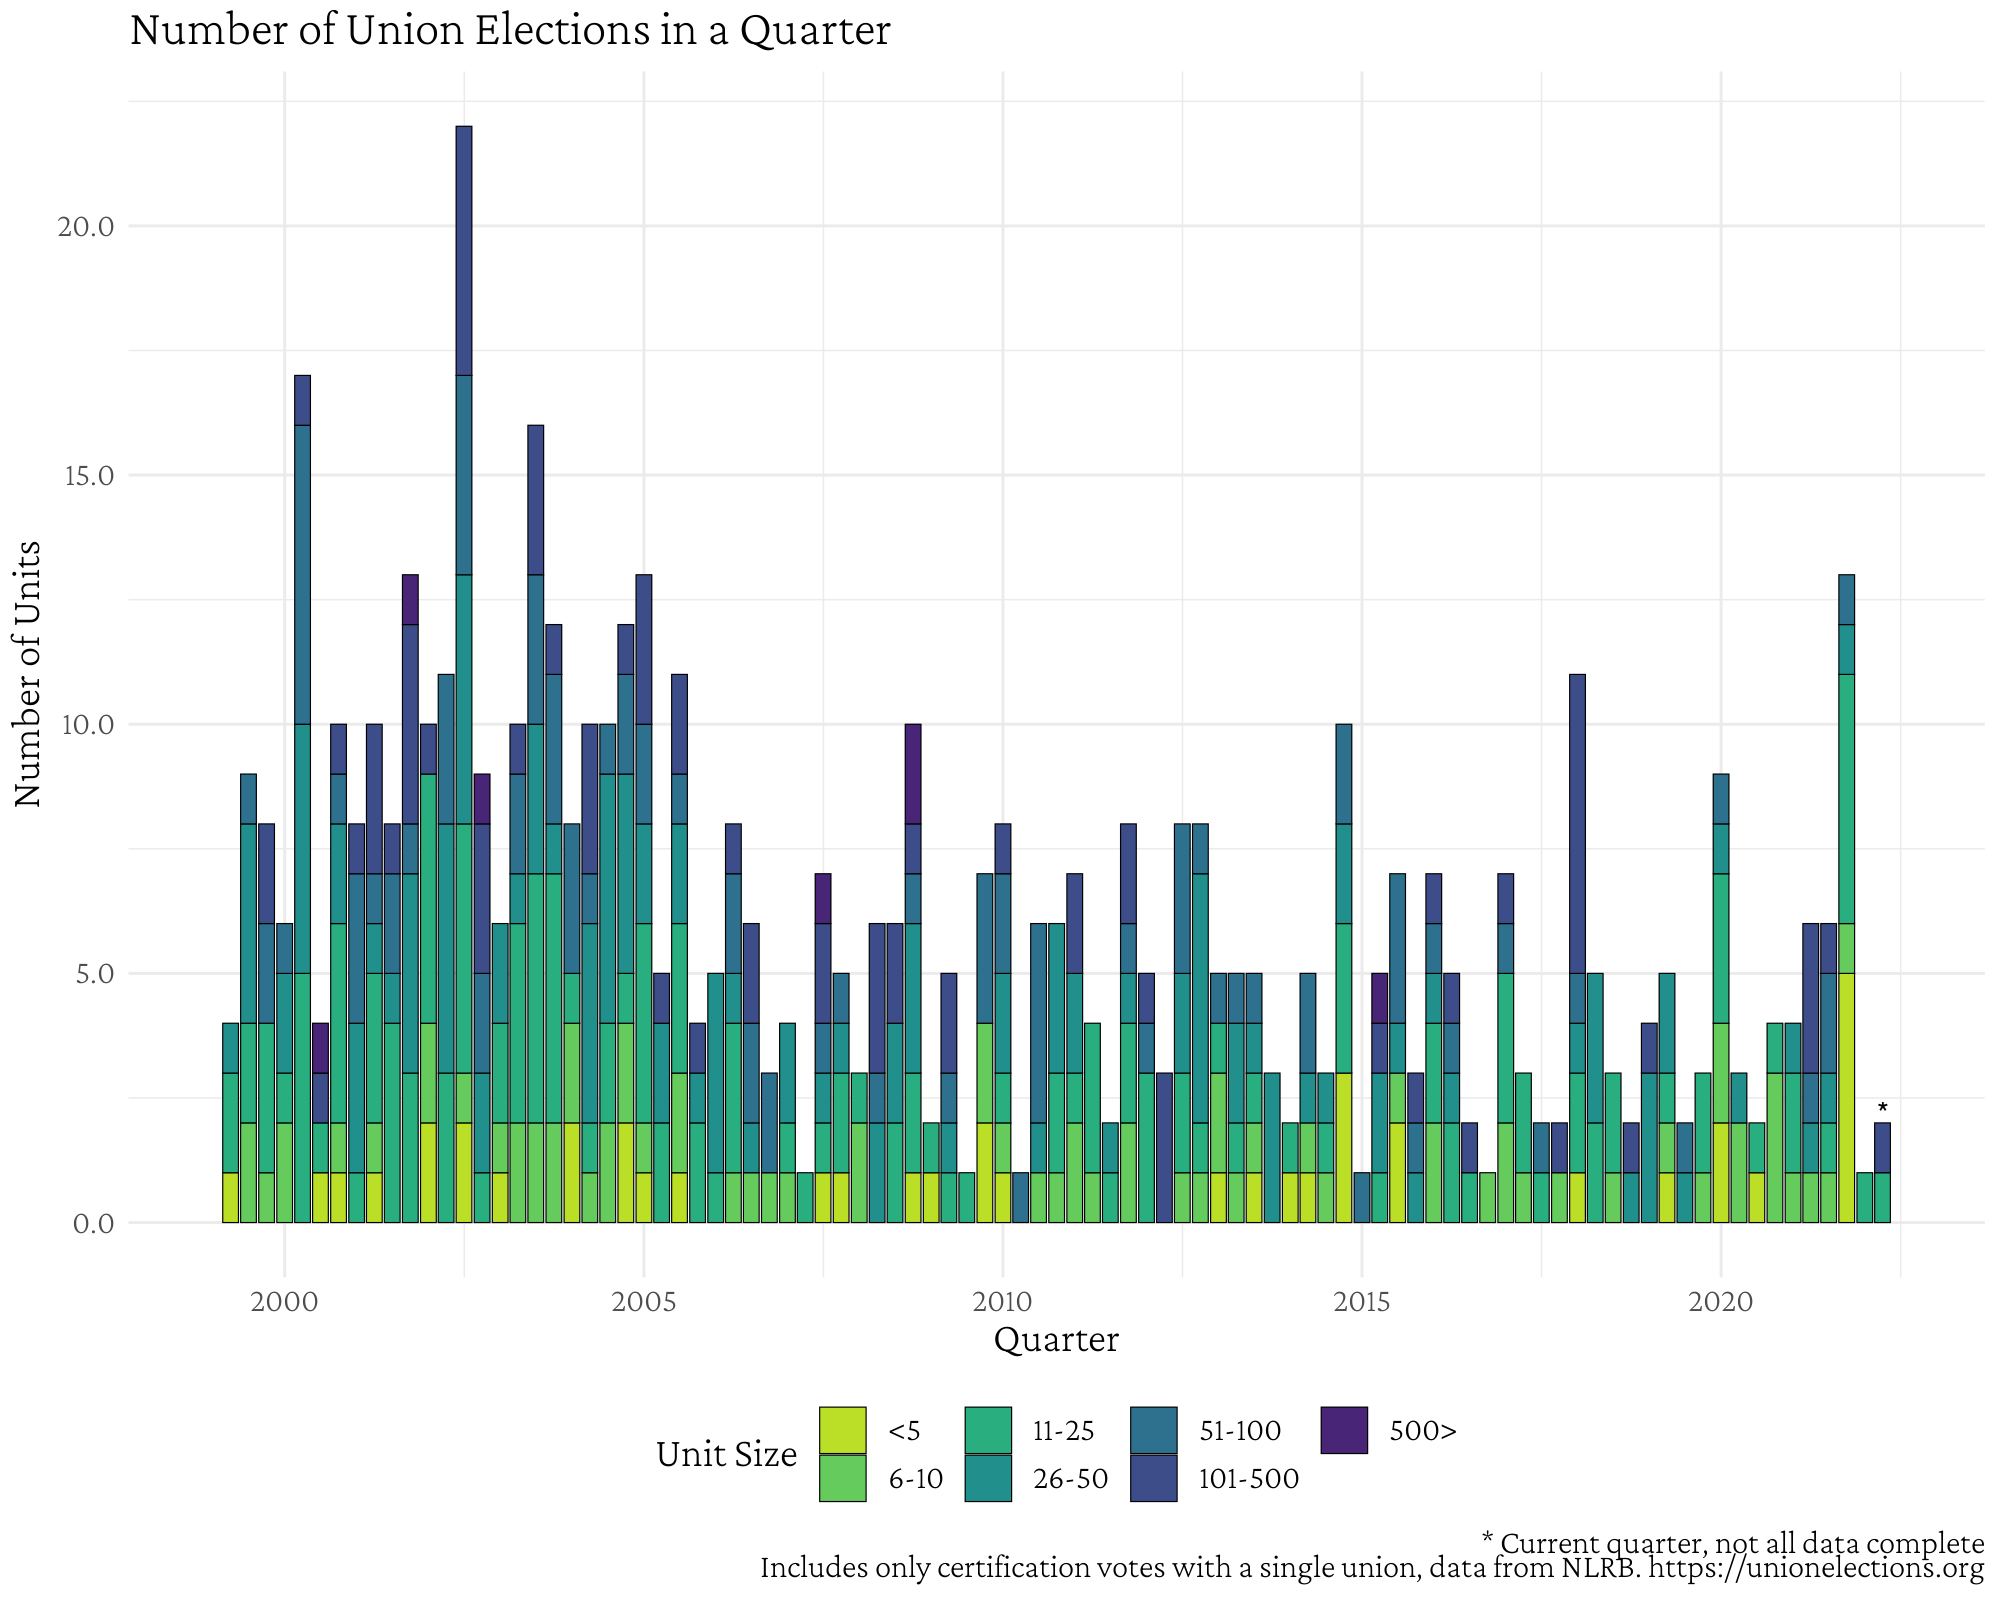 Number of Union Elections in a Quarter
Number of Units
20.0
15.0
10.0
5.0
0.0
*
2000 2005 2010 2015 2020
Quarter
Unit Size
<5 11-25 51-100 500>
6-10 26-50 101-500
* Current quarter, not all data complete
Includes only certification votes with a single union, data from NLRB. https://unionelections.org